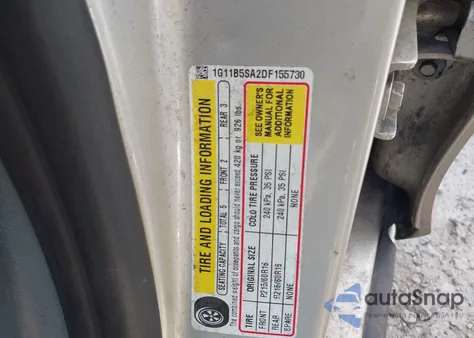 1G11B5SA2DF155730
TIRE AND LOADING INFORMATION
SEATING CAPACITY TOTAL 5 FRONT 2 REAR 3
The combined weight of occupants and cargo should never exceed 420 kg or 926 lbs.
TIRE ORIGINAL SIZE COLD TIRE PRESSURE
FRONT P215/60R16 240 kPa, 35 PSI
REAR P215/60R16 240 kPa, 35 PSI
SPARE NONE NONE
SEE OWNER'S
MANUAL FOR
ADDITIONAL
INFORMATION
autoSnap